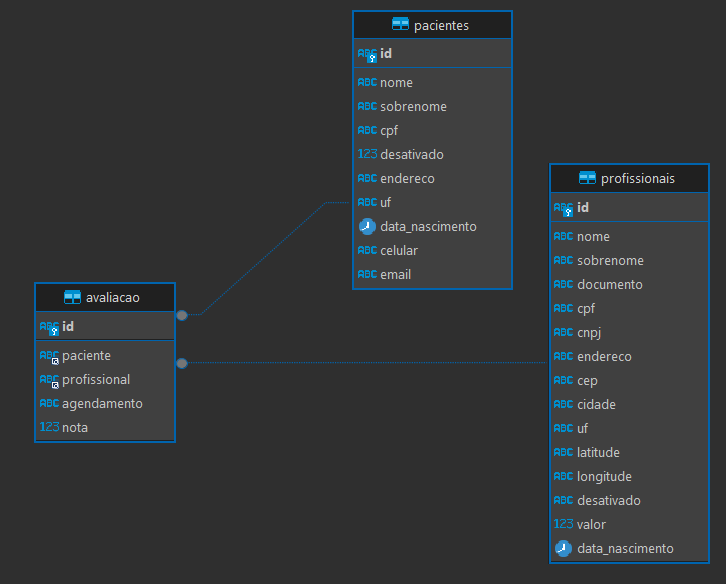 pacientes
ABC id
ABC nome
ABC sobrenome
ABC cpf
123 desativado
ABC endereco
ABC uf
data_nascimento
ABC celular
ABC email
profissionais
ABC id
ABC nome
ABC sobrenome
ABC documento
ABC cpf
ABC cnpj
ABC endereco
ABC cep
ABC cidade
ABC uf
ABC latitude
ABC longitude
ABC desativado
123 valor
data_nascimento
avaliacao
ABC id
ABC paciente
ABC profissional
ABC agendamento
123 nota